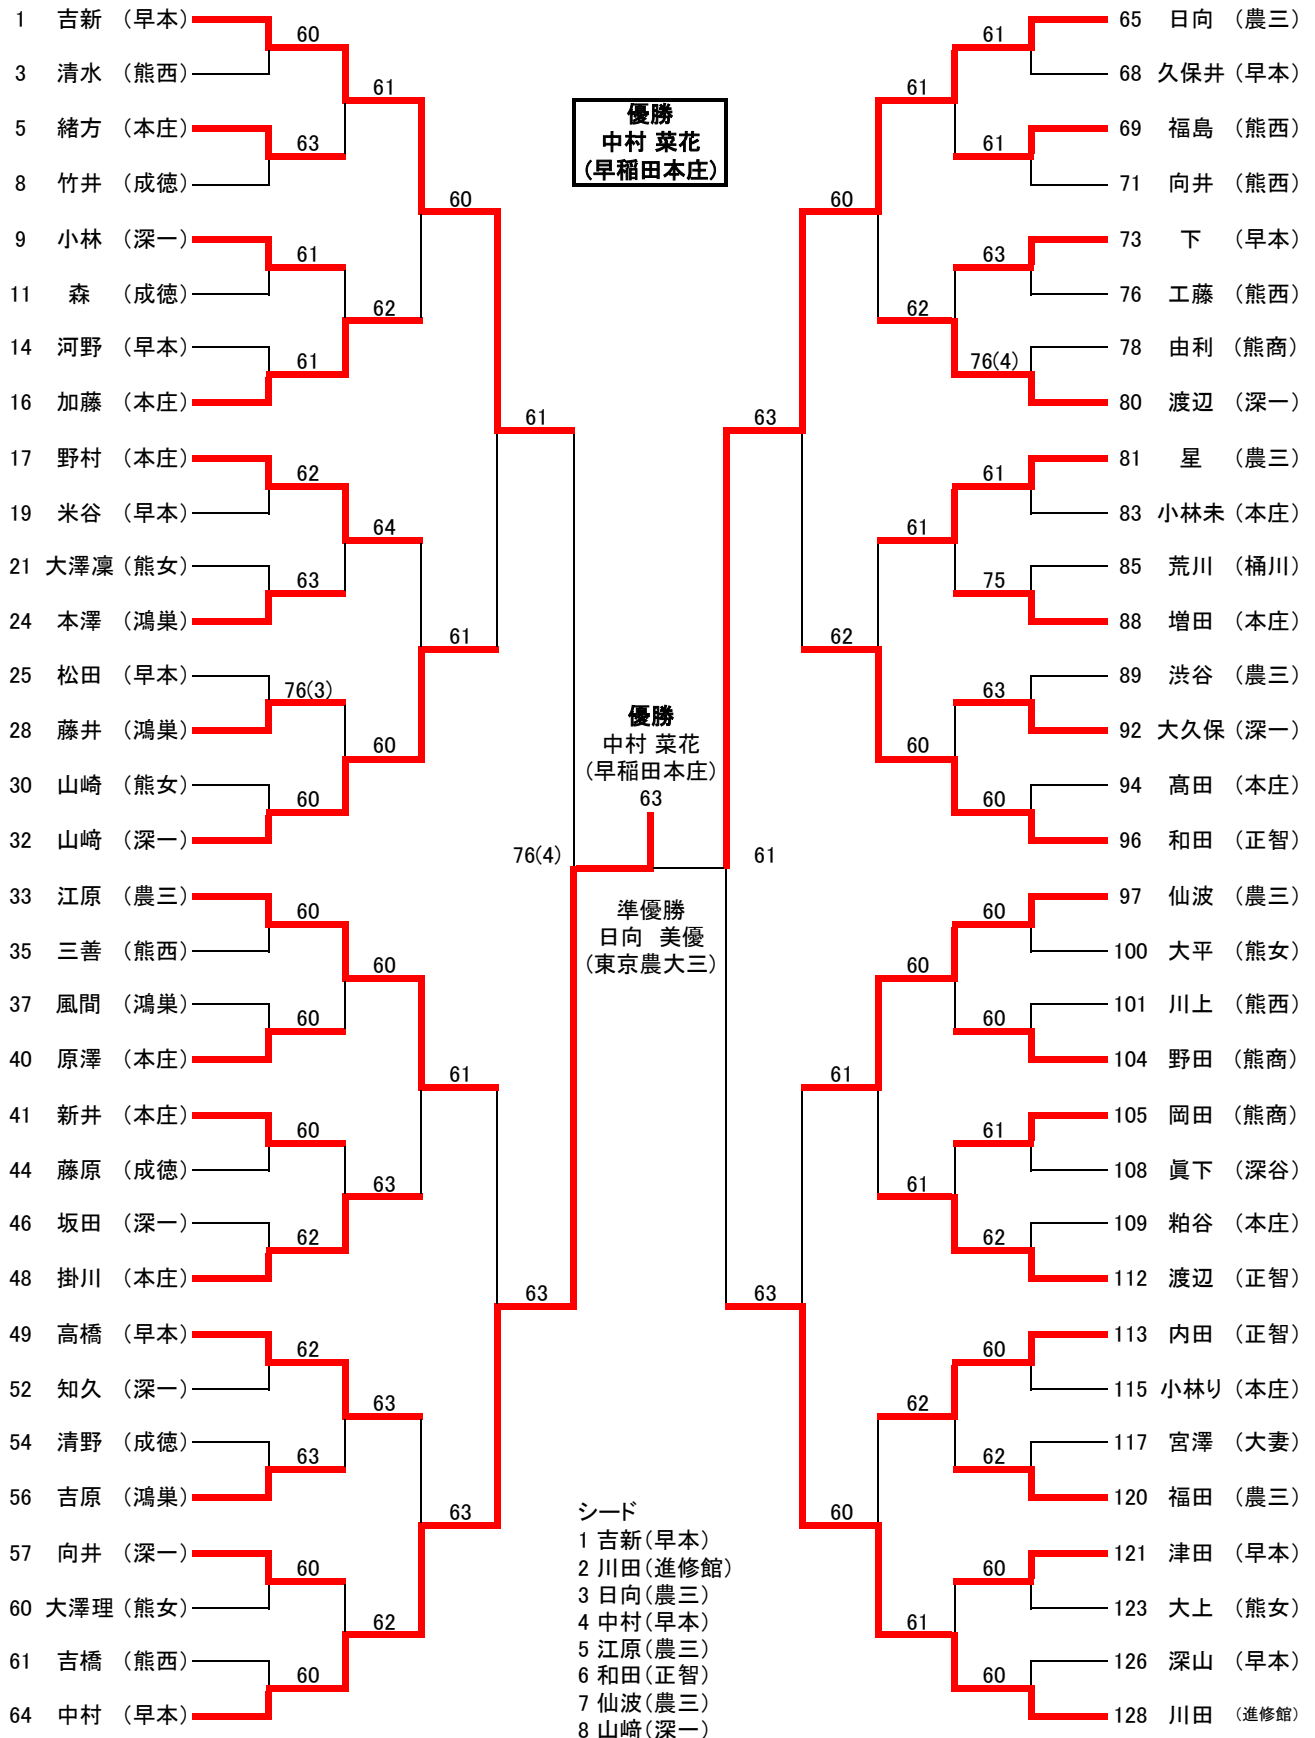 1 吉新 (早本)
60
3 清水 (熊西)
61
5 緒方 (本庄)
63
8 竹井 (成徳)
60
9 小林 (深一)
61
11 森 (成徳)
62
14 河野 (早本)
61
16 加藤 (本庄)
61
17 野村 (本庄)
62
19 米谷 (早本)
64
21 大澤凜 (熊女)
63
24 本澤 (鴻巣)
61
25 松田 (早本)
76(3)
28 藤井 (鴻巣)
60
30 山崎 (熊女)
60
32 山﨑 (深一)
76(4)
33 江原 (農三)
60
35 三善 (熊西)
60
37 風間 (鴻巣)
60
40 原澤 (本庄)
61
41 新井 (本庄)
60
44 藤原 (成徳)
63
46 坂田 (深一)
62
48 掛川 (本庄)
63
49 高橋 (早本)
62
52 知久 (深一)
63
54 清野 (成徳)
63
56 吉原 (鴻巣)
63
57 向井 (深一)
60
60 大澤理 (熊女)
62
61 吉橋 (熊西)
60
64 中村 (早本)
優勝
中村 菜花
(早稲田本庄)
優勝
中村 菜花
(早稲田本庄)
63
準優勝
日向 美優
(東京農大三)
シード
1 吉新(早本)
2 川田(進修館)
3 日向(農三)
4 中村(早本)
5 江原(農三)
6 和田(正智)
7 仙波(農三)
8 山﨑(深一)
65 日向 (農三)
61
68 久保井 (早本)
61
69 福島 (熊西)
61
71 向井 (熊西)
60
73 下 (早本)
63
76 工藤 (熊西)
62
78 由利 (熊商)
76(4)
80 渡辺 (深一)
63
81 星 (農三)
61
83 小林未 (本庄)
61
85 荒川 (桶川)
75
88 増田 (本庄)
62
89 渋谷 (農三)
63
92 大久保 (深一)
60
94 髙田 (本庄)
60
96 和田 (正智)
61
97 仙波 (農三)
60
100 大平 (熊女)
60
101 川上 (熊西)
60
104 野田 (熊商)
61
105 岡田 (熊商)
61
108 眞下 (深谷)
61
109 粕谷 (本庄)
62
112 渡辺 (正智)
63
113 内田 (正智)
60
115 小林り (本庄)
62
117 宮澤 (大妻)
62
120 福田 (農三)
60
121 津田 (早本)
60
123 大上 (熊女)
61
126 深山 (早本)
60
128 川田 (進修館)